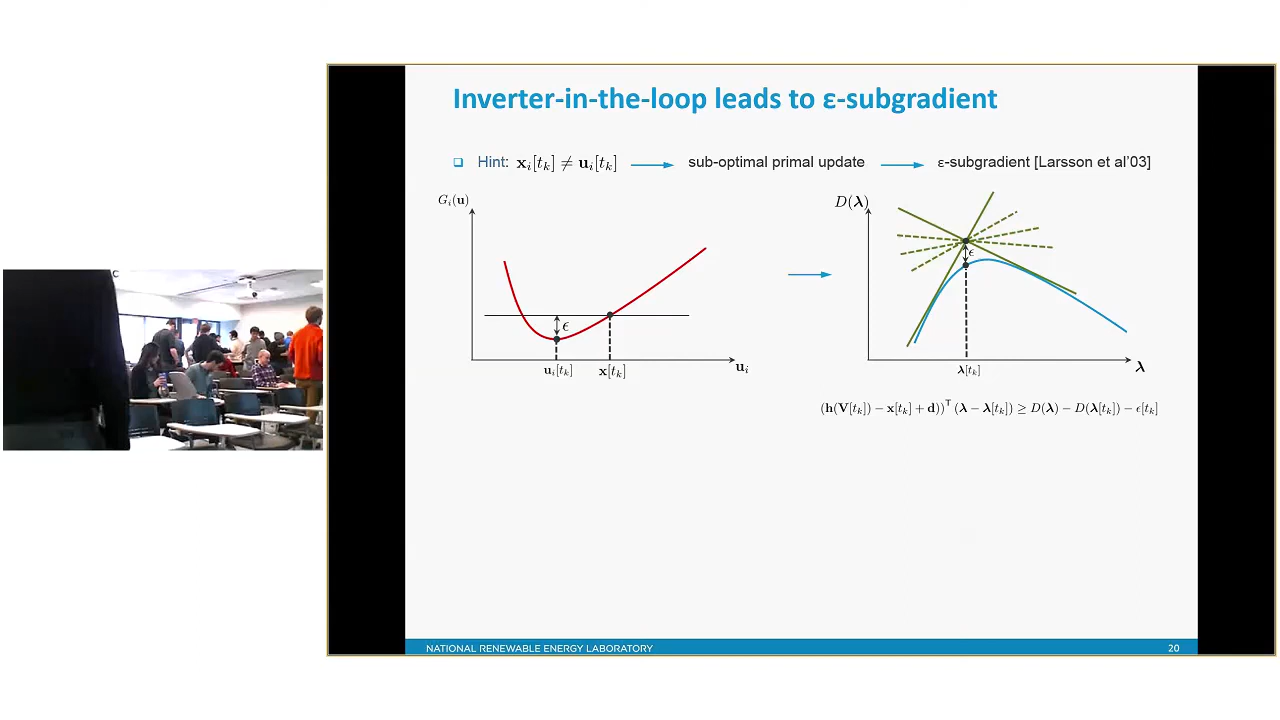 Inverter-in-the-loop leads to ε-subgradient
Hint: xᵢ[tₖ] ≠ uᵢ[tₖ] sub-optimal primal update ε-subgradient [Larsson et al'03]
Gᵢ(u)
ϵ
uᵢ[tₖ] x[tₖ] uᵢ
D(λ)
ϵ
λ[tₖ] λ
(h(V[tₖ]) − x[tₖ] + d))ᵀ (λ − λ[tₖ]) ≥ D(λ) − D(λ[tₖ]) − ϵ[tₖ]
NATIONAL RENEWABLE ENERGY LABORATORY 20